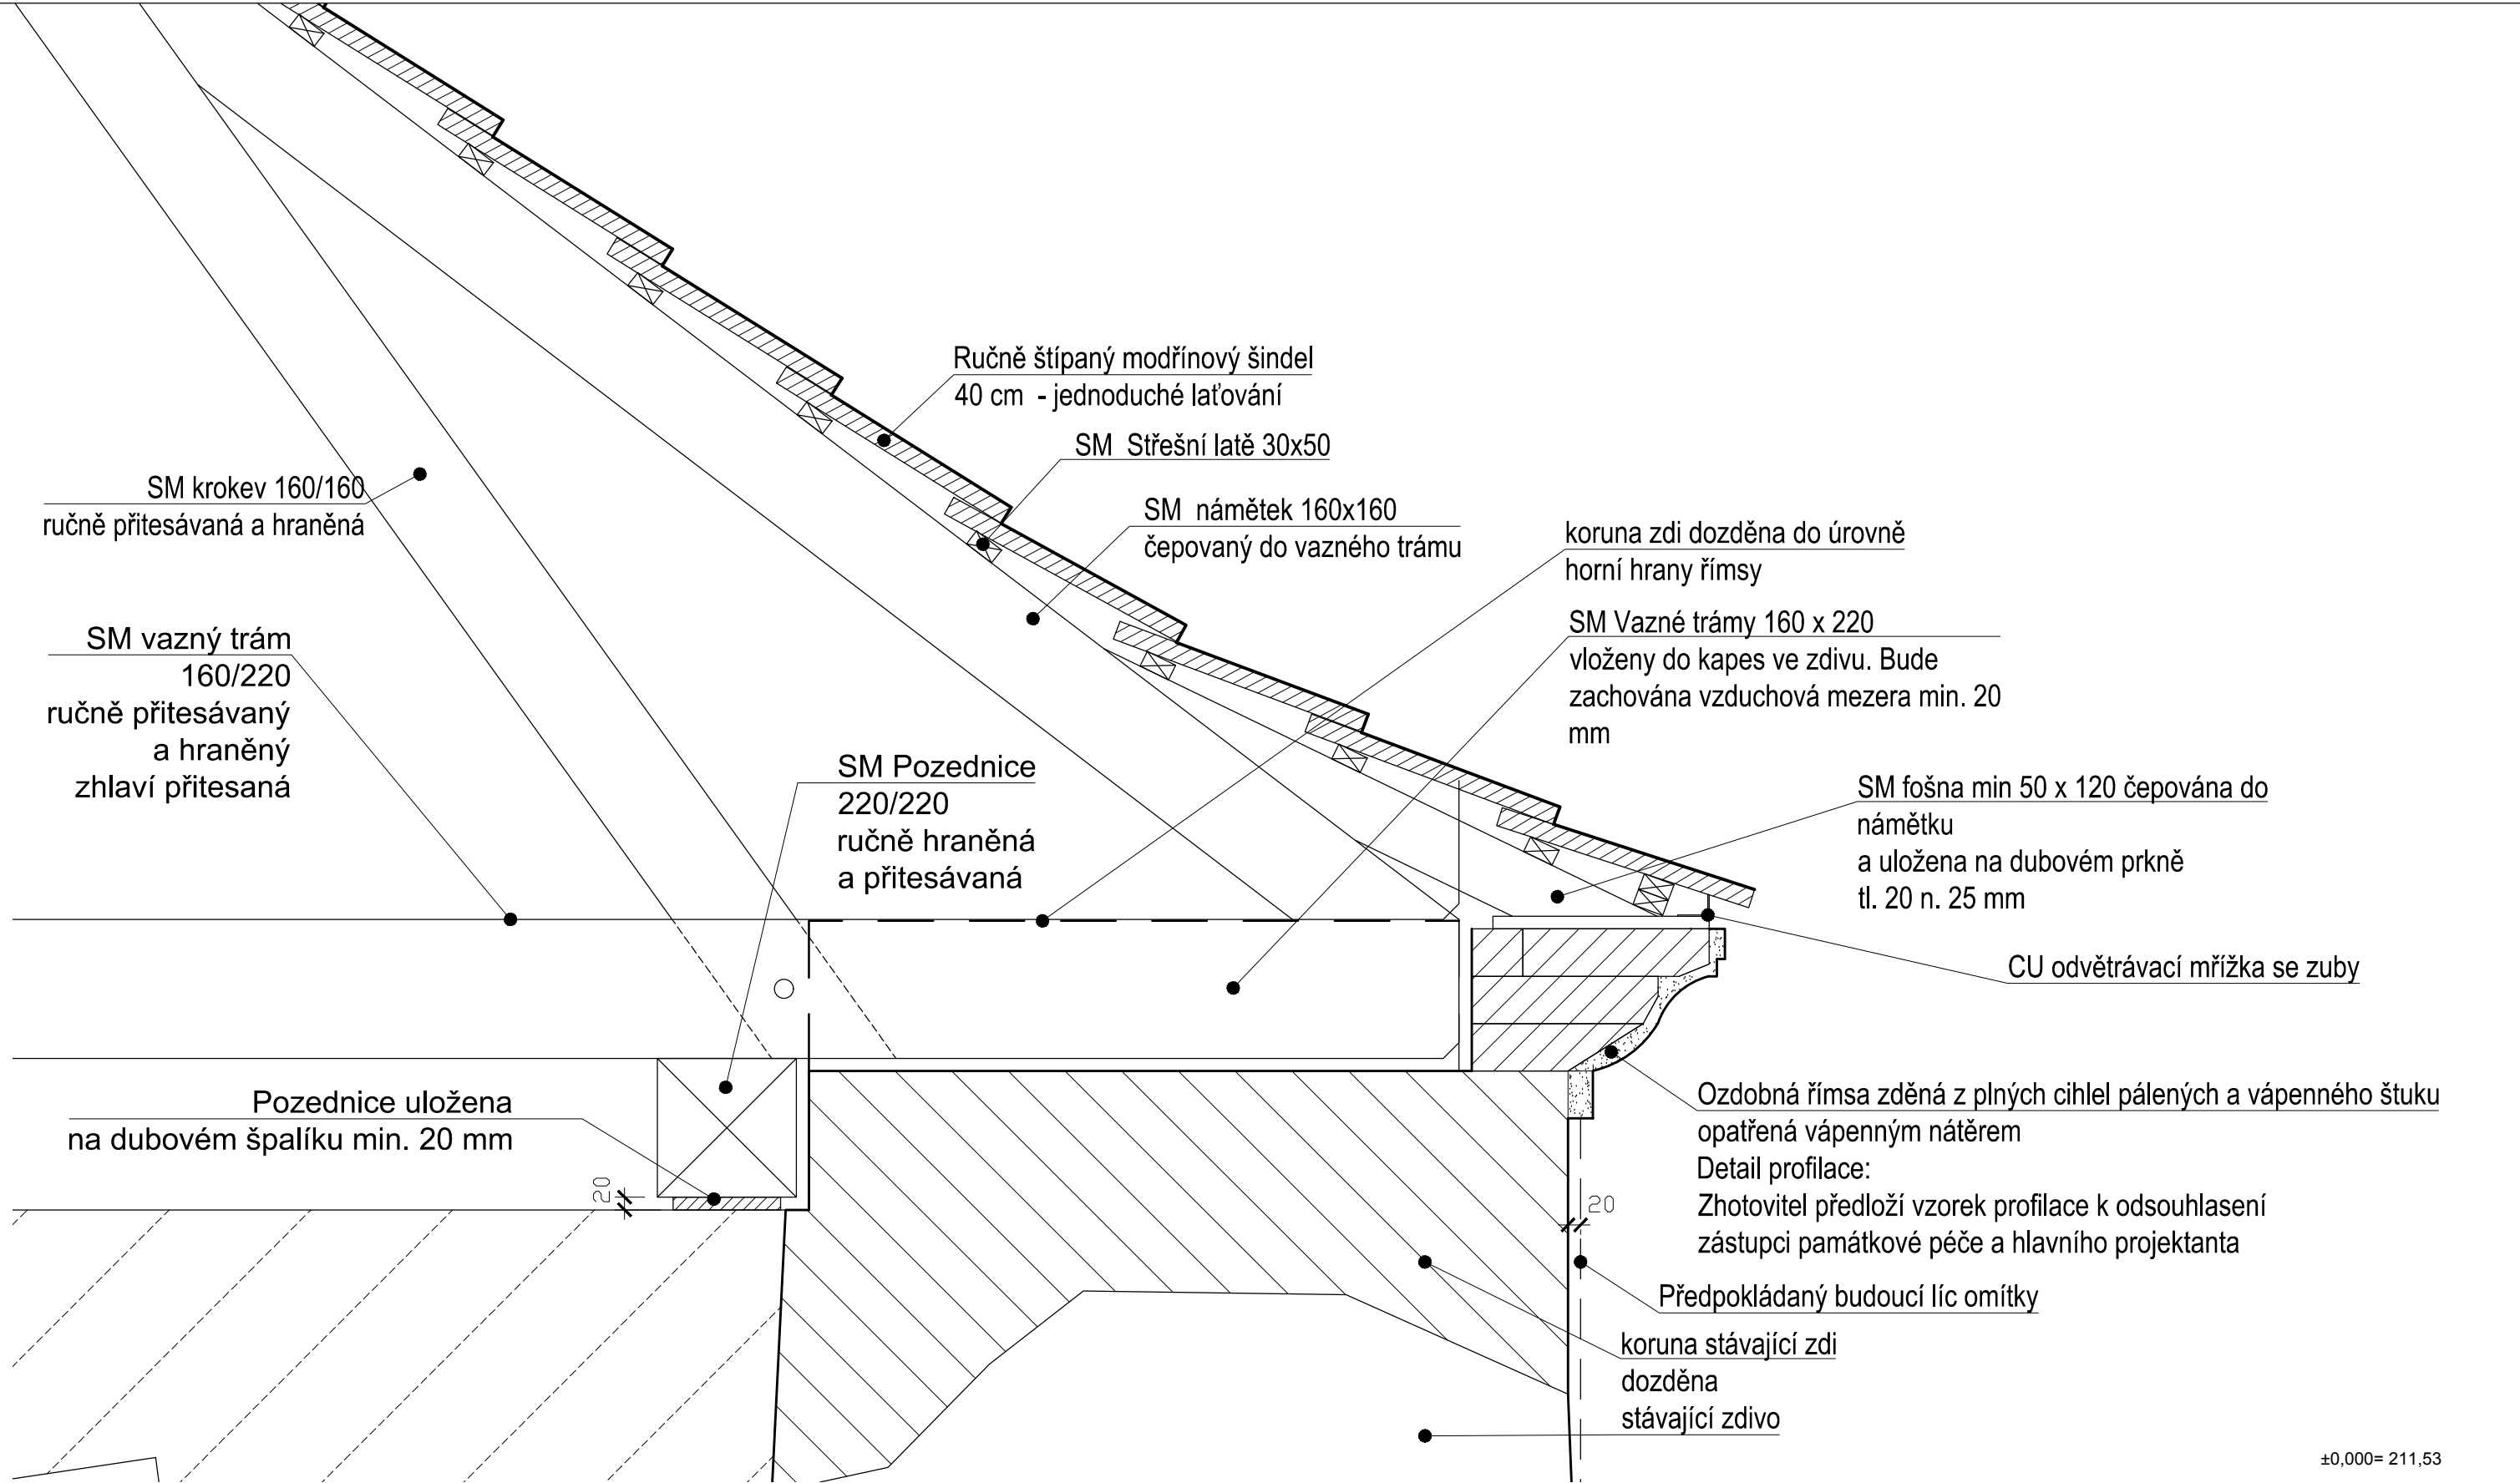 Ručně štípaný modřínový šindel
40 cm - jednoduché laťování
SM Střešní latě 30x50
SM krokev 160/160
ručně přitesávaná a hraněná
SM námětek 160x160
čepovaný do vazného trámu
koruna zdi dozděna do úrovně
horní hrany římsy
SM vazný trám
160/220
ručně přitesávaný
a hraněný
zhlaví přitesaná
SM Vazné trámy 160 x 220
vloženy do kapes ve zdivu. Bude
zachována vzduchová mezera min. 20
mm
SM Pozednice
220/220
ručně hraněná
a přitesávaná
SM fošna min 50 x 120 čepována do
námětku
a uložena na dubovém prkně
tl. 20 n. 25 mm
CU odvětrávací mřížka se zuby
Pozednice uložena
na dubovém špalíku min. 20 mm
20
20
Ozdobná římsa zděná z plných cihlel pálených a vápenného štuku
opatřená vápenným nátěrem
Detail profilace:
Zhotovitel předloží vzorek profilace k odsouhlasení
zástupci památkové péče a hlavního projektanta
Předpokládaný budoucí líc omítky
koruna stávající zdi
dozděna
stávající zdivo
±0,000= 211,53